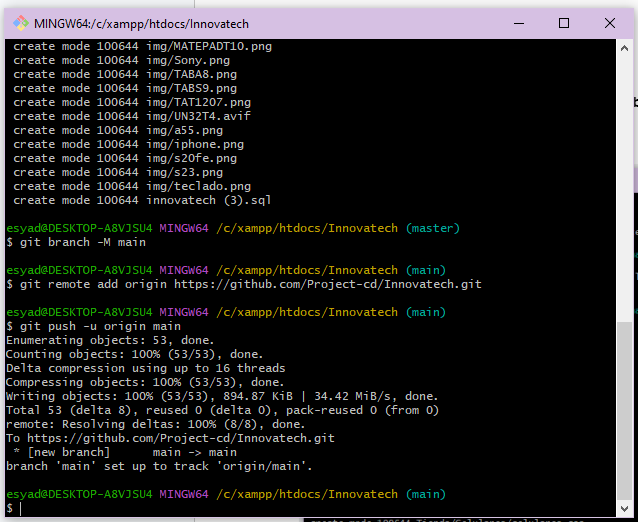 MINGW64:/c/xampp/htdocs/Innovatech
create mode 100644 img/MATEPADT10.png
create mode 100644 img/Sony.png
create mode 100644 img/TABA8.png
create mode 100644 img/TABS9.png
create mode 100644 img/TAT1207.png
create mode 100644 img/UN32T4.avif
create mode 100644 img/a55.png
create mode 100644 img/iphone.png
create mode 100644 img/s20fe.png
create mode 100644 img/s23.png
create mode 100644 img/teclado.png
create mode 100644 innovatech (3).sql
esyad@DESKTOP-A8VJSU4 MINGW64 /c/xampp/htdocs/Innovatech (master)
$ git branch -M main
esyad@DESKTOP-A8VJSU4 MINGW64 /c/xampp/htdocs/Innovatech (main)
$ git remote add origin https://github.com/Project-cd/Innovatech.git
esyad@DESKTOP-A8VJSU4 MINGW64 /c/xampp/htdocs/Innovatech (main)
$ git push -u origin main
Enumerating objects: 53, done.
Counting objects: 100% (53/53), done.
Delta compression using up to 16 threads
Compressing objects: 100% (53/53), done.
Writing objects: 100% (53/53), 894.87 KiB | 34.42 MiB/s, done.
Total 53 (delta 8), reused 0 (delta 0), pack-reused 0 (from 0)
remote: Resolving deltas: 100% (8/8), done.
To https://github.com/Project-cd/Innovatech.git
* [new branch]      main -> main
branch 'main' set up to track 'origin/main'.
esyad@DESKTOP-A8VJSU4 MINGW64 /c/xampp/htdocs/Innovatech (main)
$